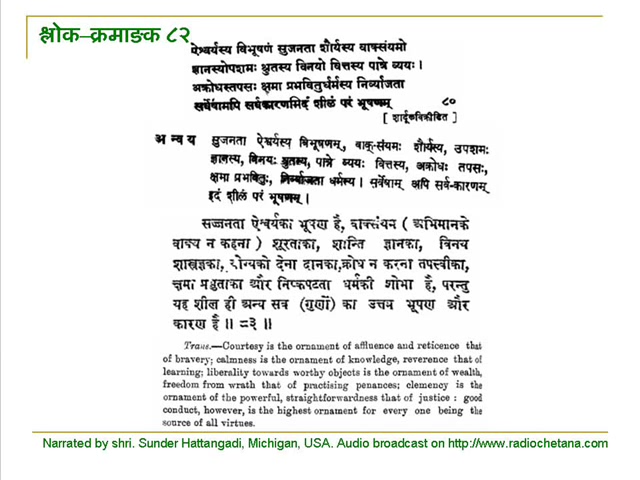 श्लोक–क्रमाङ्क ८२
ऐश्वर्यस्य विभूषणं सुजनता शौर्यस्य वाक्संयमो
ज्ञानस्योपशमः श्रुतस्य विनयो वित्तस्य पात्रे व्ययः।
अक्रोधस्तपसः क्षमा प्रभवितुर्धर्मस्य निर्व्याजता
सर्वेषामपि सर्वकारणमिदं शीलं परं भूषणम् ८०
[ शार्दूलविक्रीडित ]
अन्वय सुजनता ऐश्वर्यस्य विभूषणम्, वाक्-संयमः शौर्यस्य, उपशमः
ज्ञानस्य, विनयः श्रुतस्य, पात्रे व्ययः वित्तस्य, अक्रोधः तपसः,
क्षमा प्रभवितुः, निर्व्याजता धर्मस्य। सर्वेषाम् अपि सर्व-कारणम्
इदं शीलं परं भूषणम्।
सज्जनता ऐश्वर्यका भूषण है, वाक्संयम ( अभिमानके
वाक्य न कहना ) शूरताका, शान्ति ज्ञानका, विनय
शास्त्रज्ञका, योग्यको देना दानका, क्रोध न करना तपस्वीका,
क्षमा प्रभुताका और निष्कपटता धर्मकी शोभा है, परन्तु
यह शील ही अन्य सब (गुणों) का उत्तम भूषण और
कारण है॥ ८३॥
Trans.—Courtesy is the ornament of affluence and reticence that
of bravery; calmness is the ornament of knowledge, reverence that of
learning; liberality towards worthy objects is the ornament of wealth,
freedom from wrath that of practising penances; clemency is the
ornament of the powerful, straightforwardness that of justice : good
conduct, however, is the highest ornament for every one being the
source of all virtues.
Narrated by shri. Sunder Hattangadi, Michigan, USA. Audio broadcast on http://www.radiochetana.com